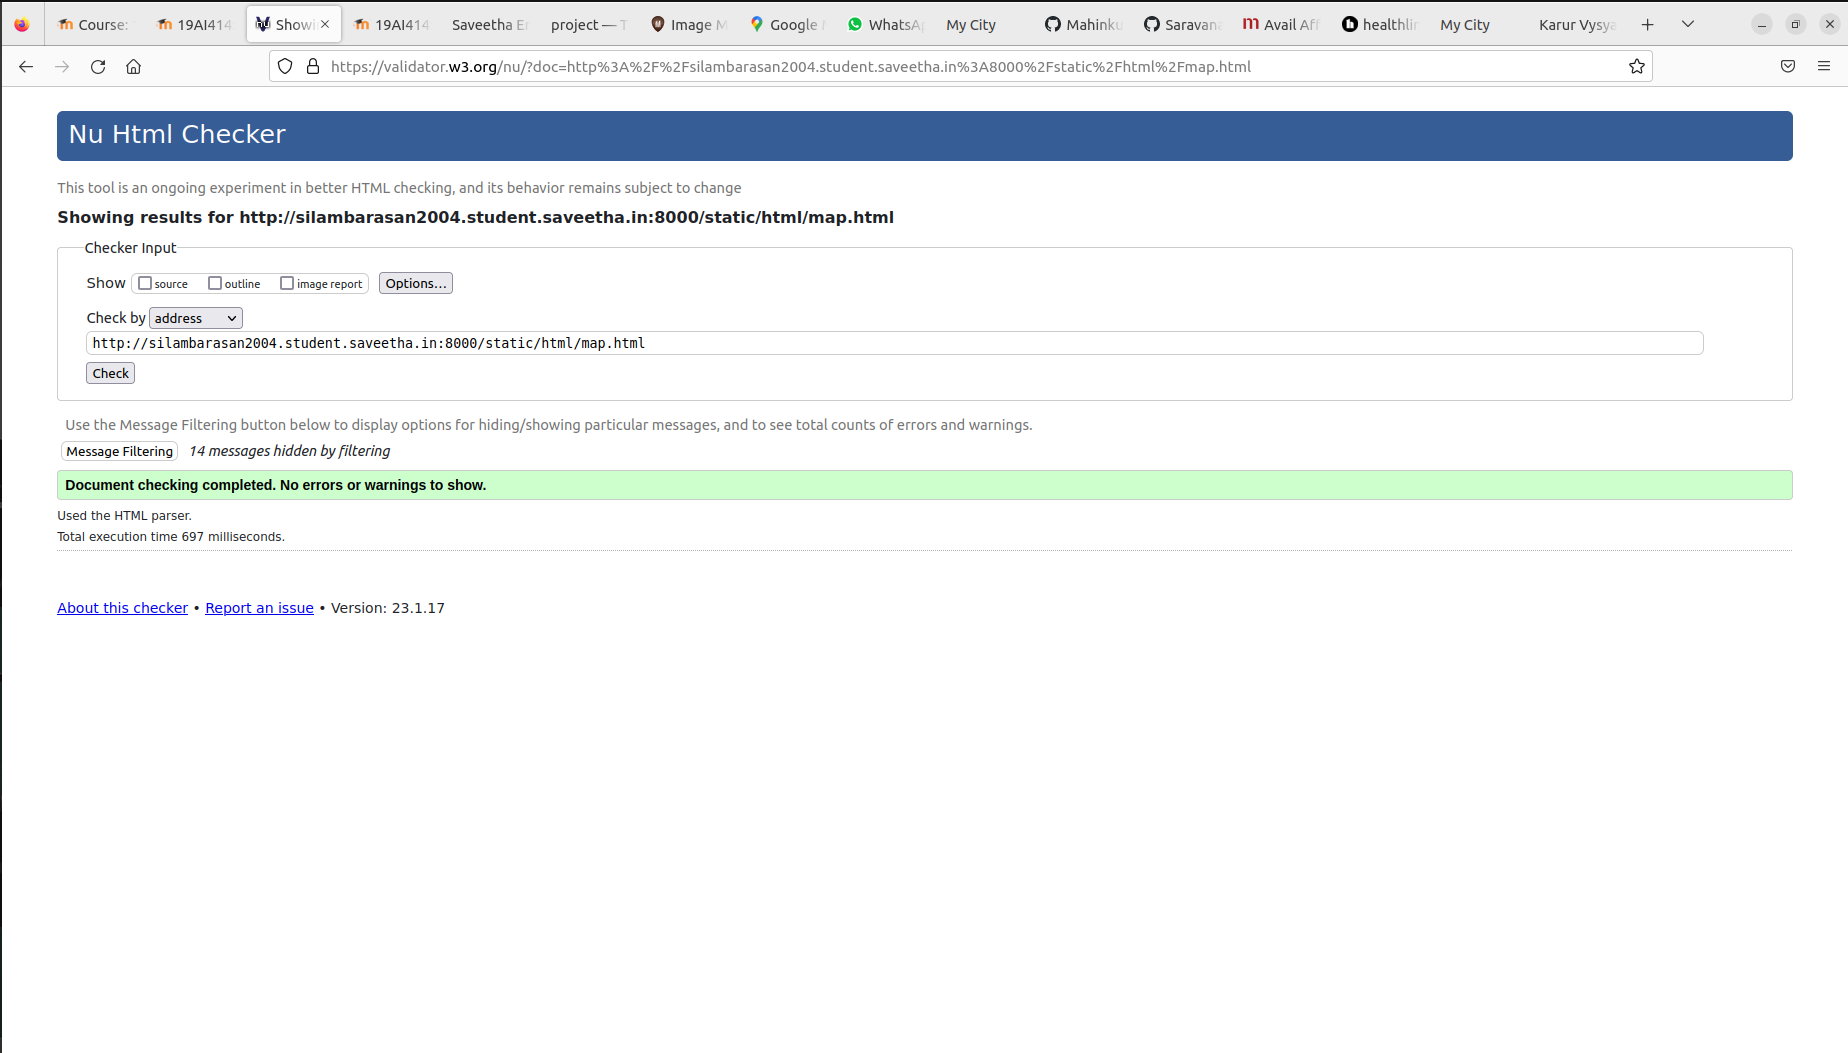 Course: 19AI414 Showi 19AI414 Saveetha En project — T Image M Google M WhatsAp My City Mahinku Saravana Avail Aff healthlin My City Karur Vysya
https://validator.w3.org/nu/?doc=http%3A%2F%2Fsilambarasan2004.student.saveetha.in%3A8000%2Fstatic%2Fhtml%2Fmap.html
Nu Html Checker
This tool is an ongoing experiment in better HTML checking, and its behavior remains subject to change
Showing results for http://silambarasan2004.student.saveetha.in:8000/static/html/map.html
Checker Input
Show source outline image report Options...
Check by address
http://silambarasan2004.student.saveetha.in:8000/static/html/map.html
Check
Use the Message Filtering button below to display options for hiding/showing particular messages, and to see total counts of errors and warnings.
Message Filtering 14 messages hidden by filtering
Document checking completed. No errors or warnings to show.
Used the HTML parser.
Total execution time 697 milliseconds.
About this checker • Report an issue • Version: 23.1.17